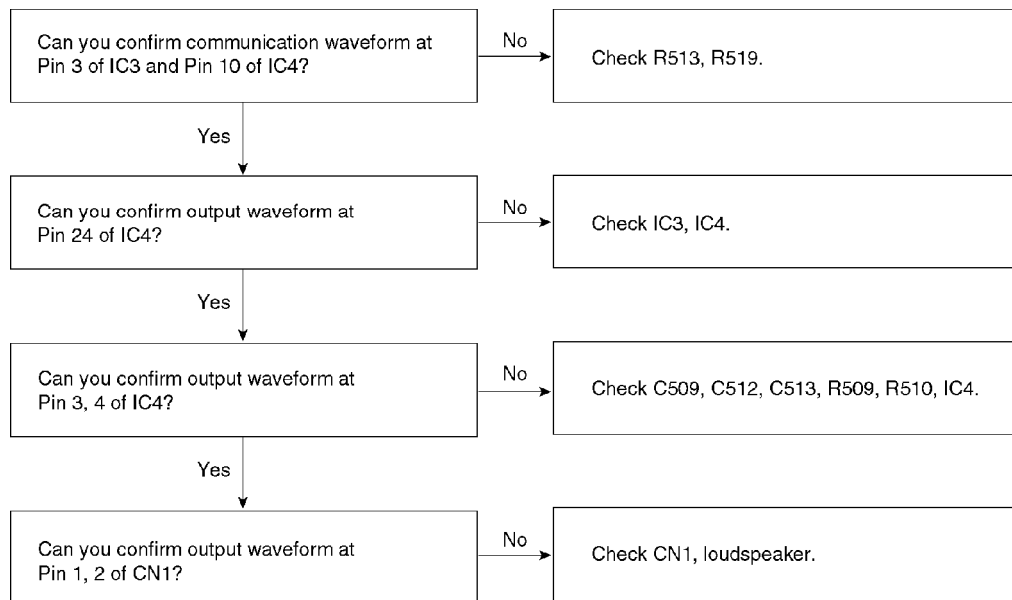 Can you confirm communication waveform at
Pin 3 of IC3 and Pin 10 of IC4?
No
Check R513, R519.
Yes
Can you confirm output waveform at
Pin 24 of IC4?
No
Check IC3, IC4.
Yes
Can you confirm output waveform at
Pin 3, 4 of IC4?
No
Check C509, C512, C513, R509, R510, IC4.
Yes
Can you confirm output waveform at
Pin 1, 2 of CN1?
No
Check CN1, loudspeaker.